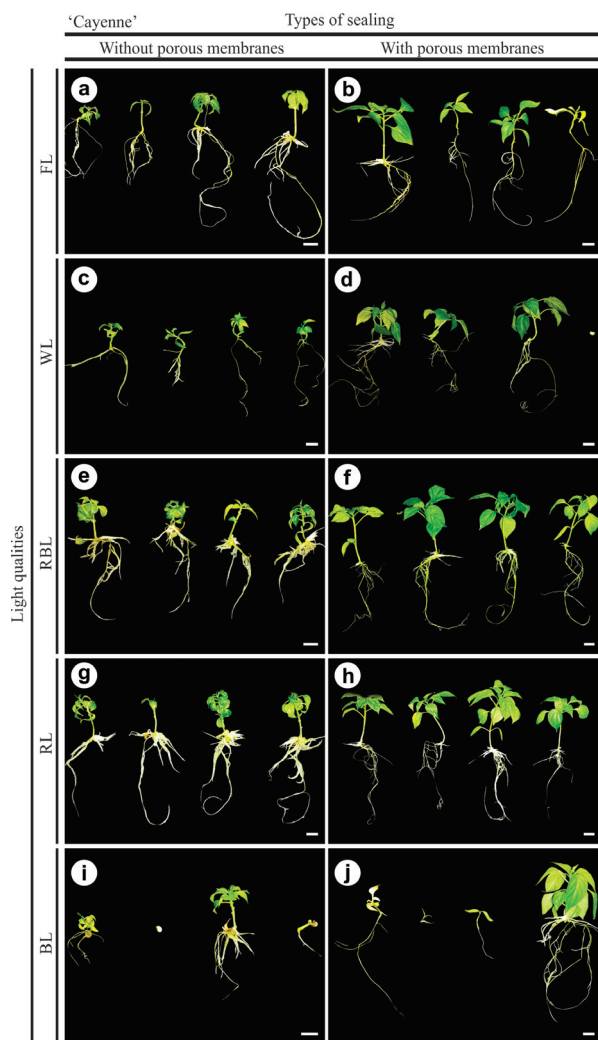 ‘Cayenne’ Types of sealing
Without porous membranes With porous membranes
Light qualities
FL
a b
WL
c d
RBL
e f
RL
g h
BL
i j